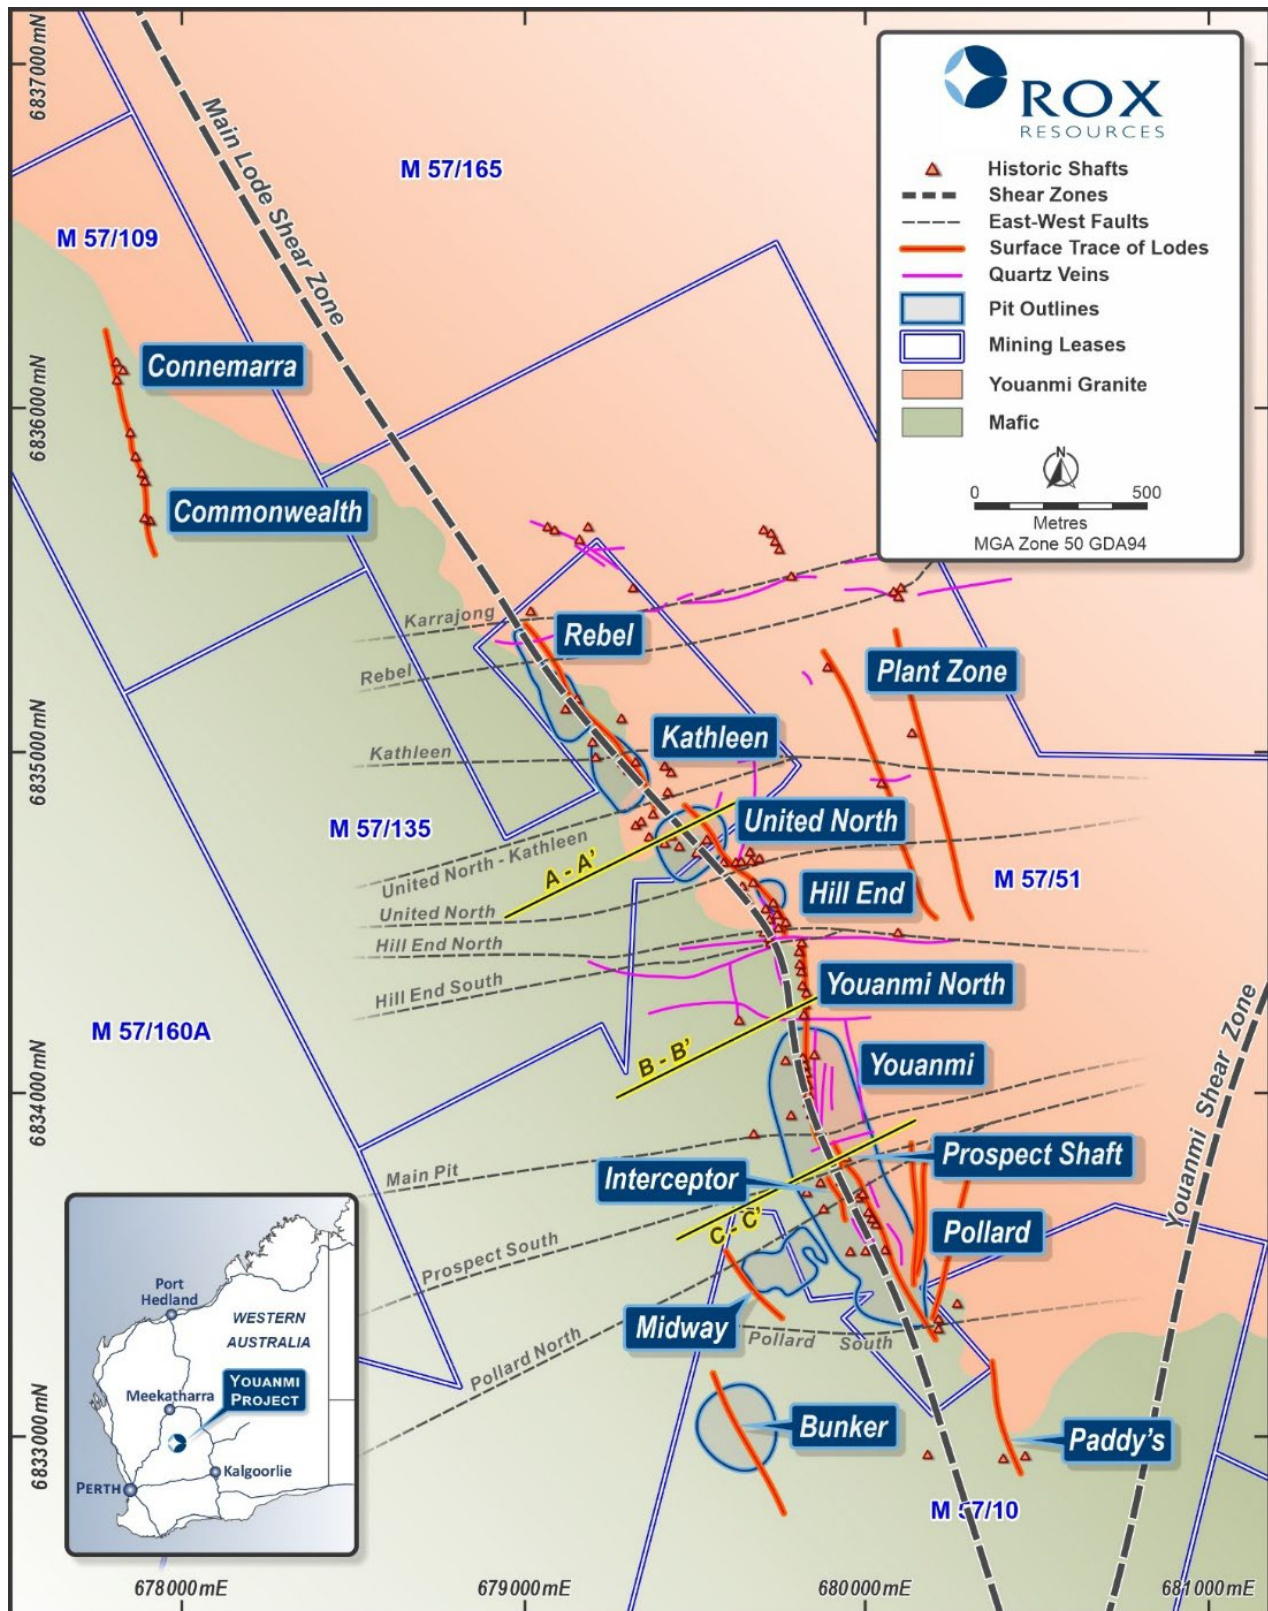 ROX
RESOURCES
Historic Shafts
Shear Zones
East-West Faults
Surface Trace of Lodes
Quartz Veins
Pit Outlines
Mining Leases
Youanmi Granite
Mafic
N
0 500
Metres
MGA Zone 50 GDA94
6837000mN
6836000mN
6835000mN
6834000mN
6833000mN
Main Lode Shear Zone
M 57/165
M 57/109
Connemarra
Commonwealth
Karrajong
Rebel
Rebel
Plant Zone
Kathleen
Kathleen
United North
M 57/135
United North - Kathleen
A - A'
M 57/51
Hill End
United North
Hill End North
Hill End South
Youanmi North
M 57/160A
B - B'
Youanmi
Youanmi Shear Zone
Main Pit
Prospect Shaft
Interceptor
C - C'
Pollard
Prospect South
Midway
Pollard South
Pollard North
Bunker
Paddy's
M 57/10
Port
Hedland
WESTERN
AUSTRALIA
Meekatharra
YOUANMI
PROJECT
Kalgoorlie
PERTH
678000mE
679000mE
680000mE
681000mE